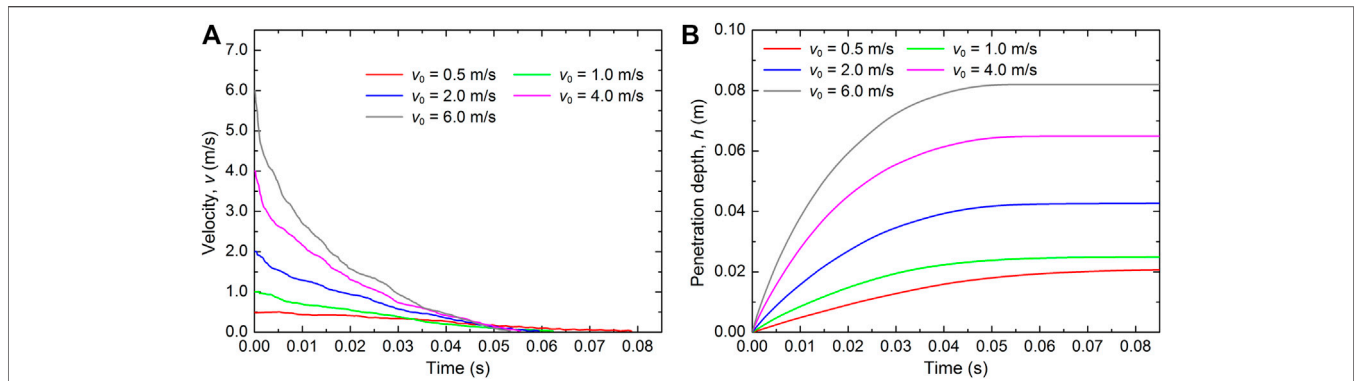 A
7.0
6.0
5.0
4.0
3.0
2.0
1.0
0.0
Velocity, v (m/s)
v0 = 0.5 m/s v0 = 1.0 m/s
v0 = 2.0 m/s v0 = 4.0 m/s
v0 = 6.0 m/s
0.00 0.01 0.02 0.03 0.04 0.05 0.06 0.07 0.08
Time (s)
B
0.10
0.08
0.06
0.04
0.02
0.00
Penetration depth, h (m)
v0 = 0.5 m/s v0 = 1.0 m/s
v0 = 2.0 m/s v0 = 4.0 m/s
v0 = 6.0 m/s
0.00 0.01 0.02 0.03 0.04 0.05 0.06 0.07 0.08
Time (s)